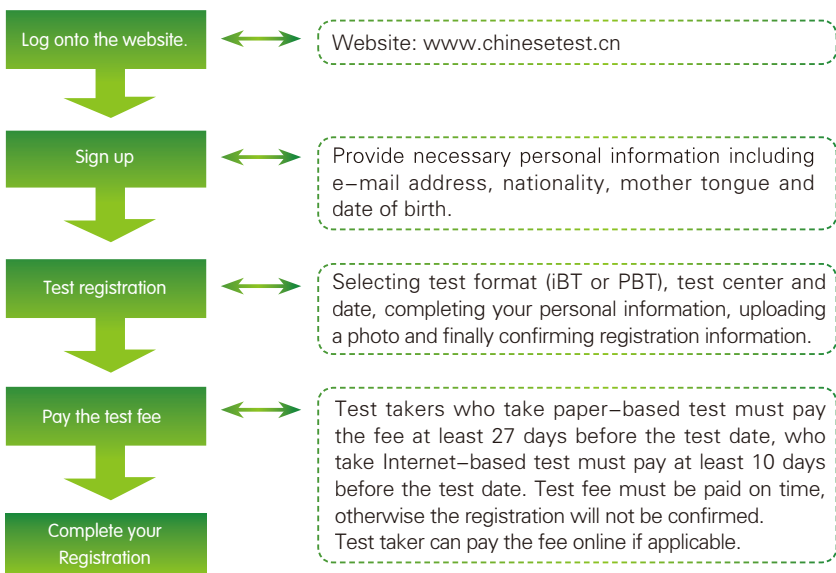 Log onto the website.
Website: www.chinesetest.cn
Sign up
Provide necessary personal information including
e-mail address, nationality, mother tongue and
date of birth.
Test registration
Selecting test format (iBT or PBT), test center and
date, completing your personal information, uploading
a photo and finally confirming registration information.
Pay the test fee
Test takers who take paper-based test must pay
the fee at least 27 days before the test date, who
take Internet-based test must pay at least 10 days
before the test date. Test fee must be paid on time,
otherwise the registration will not be confirmed.
Test taker can pay the fee online if applicable.
Complete your
Registration